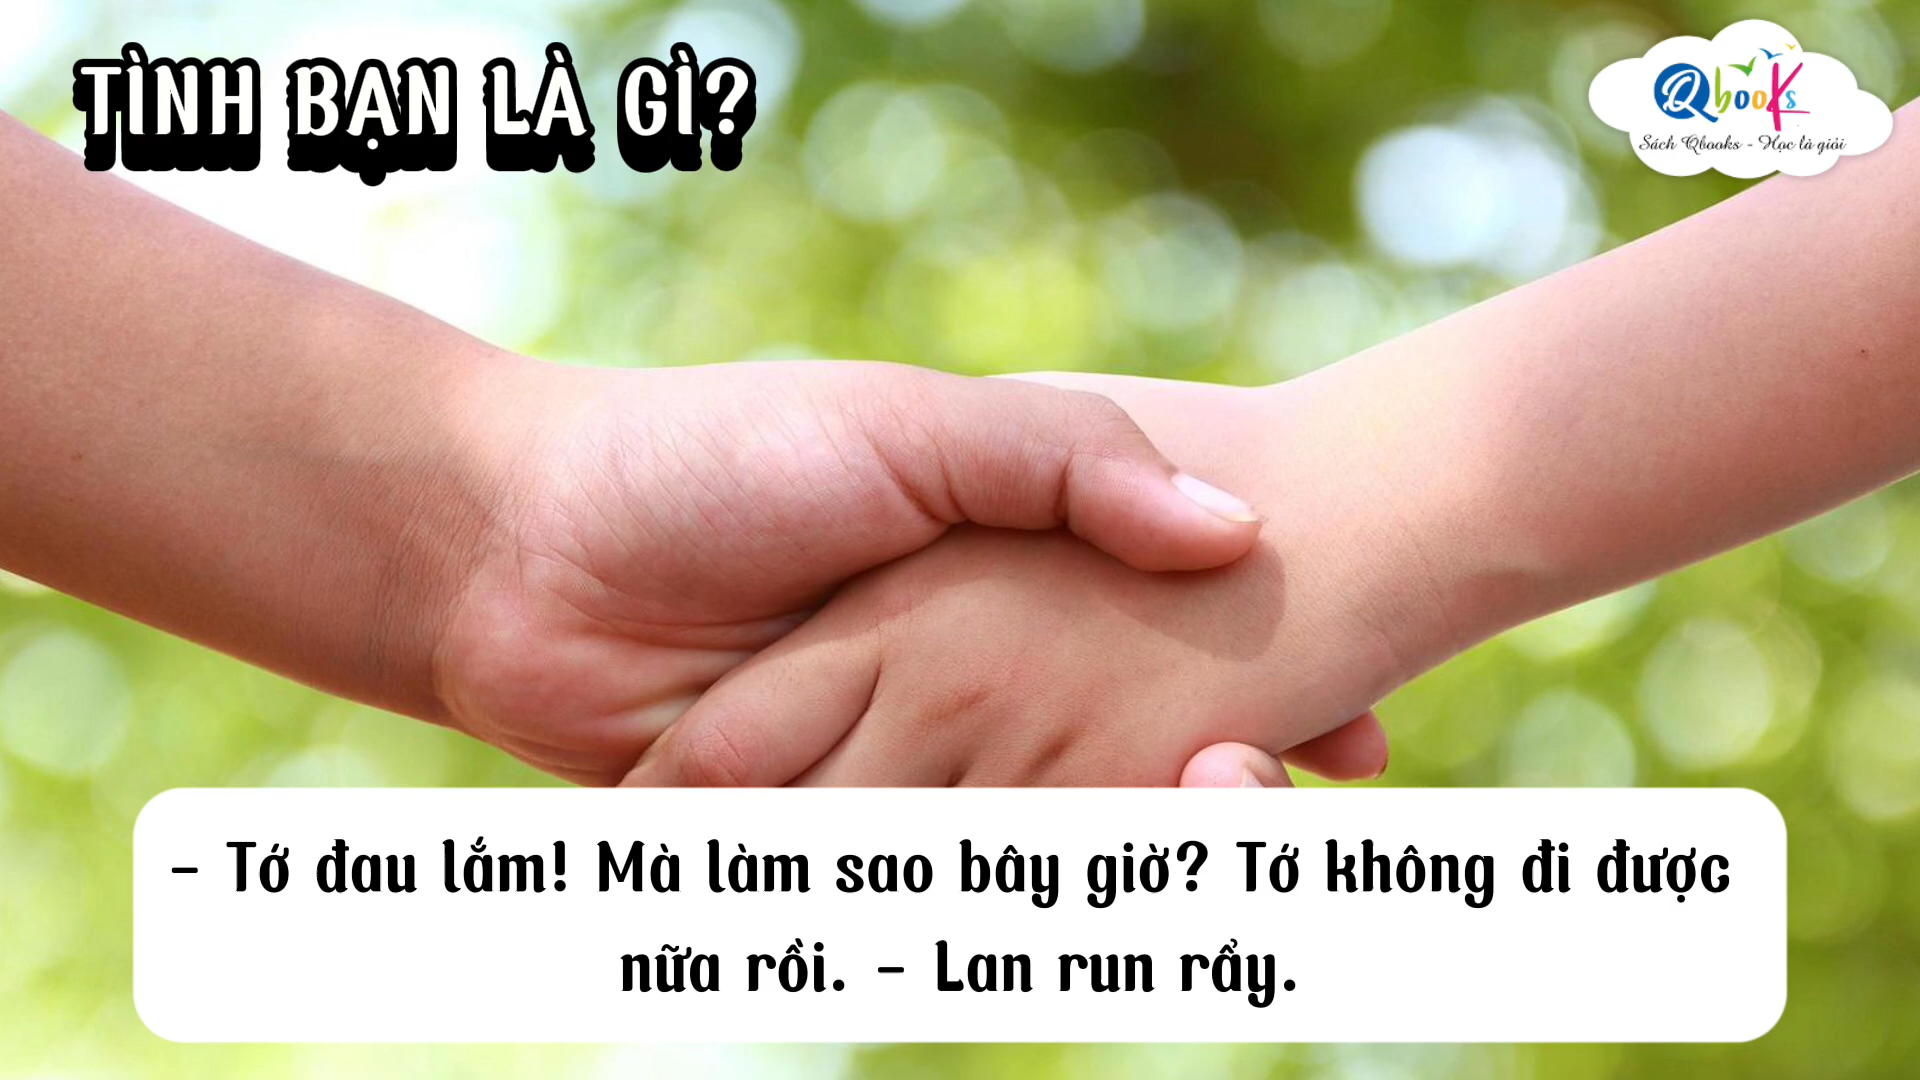 TÌNH BẠN LÀ GÌ?
Qbooks
Sách Qbooks - Học là giỏi
- Tớ đau lắm! Mà làm sao bây giờ? Tớ không đi được
nữa rồi. - Lan run rẩy.